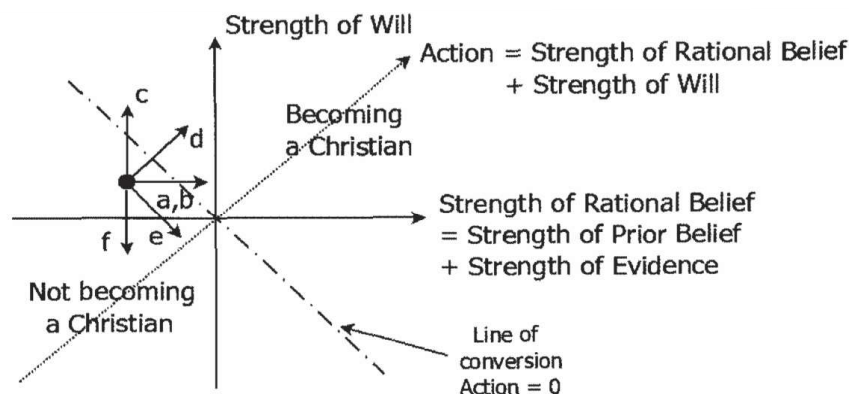 Strength of Will
Action = Strength of Rational Belief
+ Strength of Will
Becoming
a Christian
c
d
a,b
e
f
Strength of Rational Belief
= Strength of Prior Belief
+ Strength of Evidence
Not becoming
a Christian
Line of
conversion
Action = 0